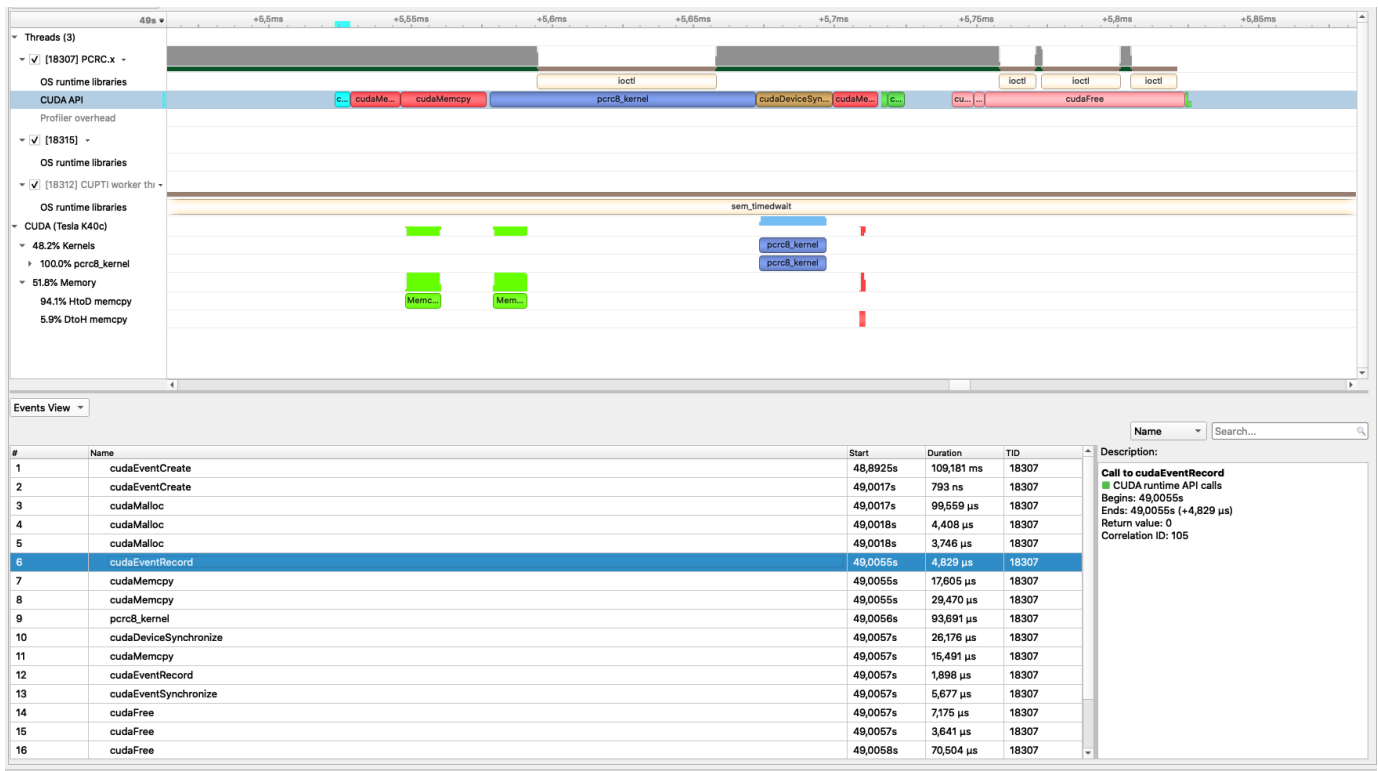 49s +5,5ms +5,55ms +5,6ms +5,65ms +5,7ms +5,75ms +5,8ms +5,85ms
Threads (3)
[18307] PCRC.x
OS runtime libraries ioctl ioctl ioctl ioctl
CUDA API c... cudaMe... cudaMemcpy pcrc8_kernel cudaDeviceSyn... cudaMe... c... cu... ... cudaFree
Profiler overhead
[18315]
OS runtime libraries
[18312] CUPTI worker thr
OS runtime libraries sem_timedwait
CUDA (Tesla K40c)
48.2% Kernels pcrc8_kernel
100.0% pcrc8_kernel pcrc8_kernel
51.8% Memory
94.1% HtoD memcpy Memc... Mem...
5.9% DtoH memcpy
Events View
Name Search...
# Name Start Duration TID Description:
1 cudaEventCreate 48,8925s 109,181 ms 18307
2 cudaEventCreate 49,0017s 793 ns 18307
3 cudaMalloc 49,0017s 99,559 μs 18307
4 cudaMalloc 49,0018s 4,408 μs 18307
5 cudaMalloc 49,0018s 3,746 μs 18307
6 cudaEventRecord 49,0055s 4,829 μs 18307
7 cudaMemcpy 49,0055s 17,605 μs 18307
8 cudaMemcpy 49,0055s 29,470 μs 18307
9 pcrc8_kernel 49,0056s 93,691 μs 18307
10 cudaDeviceSynchronize 49,0057s 26,176 μs 18307
11 cudaMemcpy 49,0057s 15,491 μs 18307
12 cudaEventRecord 49,0057s 1,898 μs 18307
13 cudaEventSynchronize 49,0057s 5,677 μs 18307
14 cudaFree 49,0057s 7,175 μs 18307
15 cudaFree 49,0057s 3,641 μs 18307
16 cudaFree 49,0058s 70,504 μs 18307
Call to cudaEventRecord
CUDA runtime API calls
Begins: 49,0055s
Ends: 49,0055s (+4,829 μs)
Return value: 0
Correlation ID: 105